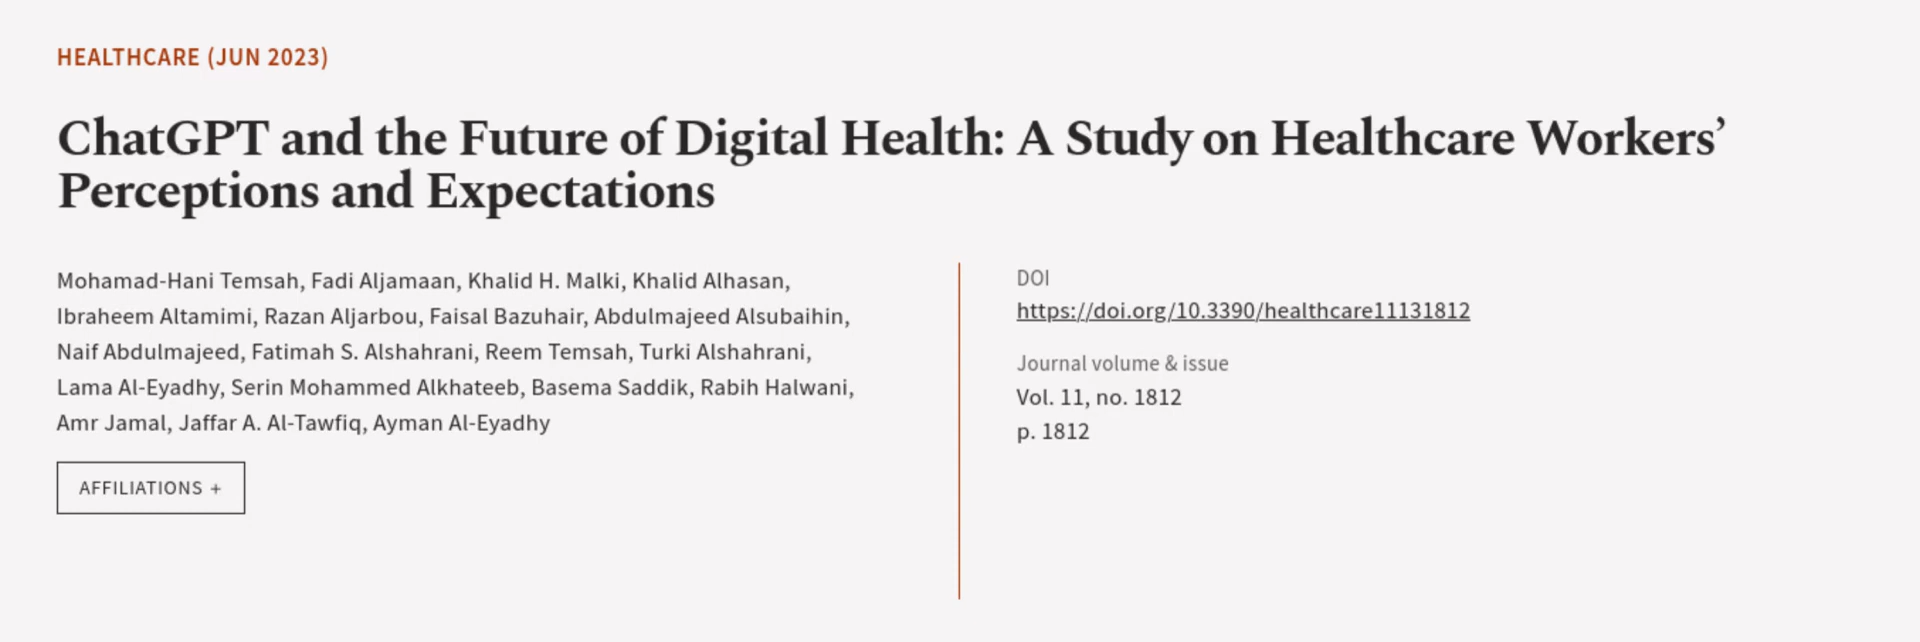 HEALTHCARE (JUN 2023)
ChatGPT and the Future of Digital Health: A Study on Healthcare Workers’
Perceptions and Expectations
Mohamad-Hani Temsah, Fadi Aljamaan, Khalid H. Malki, Khalid Alhasan,
Ibraheem Altamimi, Razan Aljarbou, Faisal Bazuhair, Abdulmajeed Alsubaihin,
Naif Abdulmajeed, Fatimah S. Alshahrani, Reem Temsah, Turki Alshahrani,
Lama Al-Eyadhy, Serin Mohammed Alkhateeb, Basema Saddik, Rabih Halwani,
Amr Jamal, Jaffar A. Al-Tawfiq, Ayman Al-Eyadhy
AFFILIATIONS +
DOI
https://doi.org/10.3390/healthcare11131812
Journal volume & issue
Vol. 11, no. 1812
p. 1812